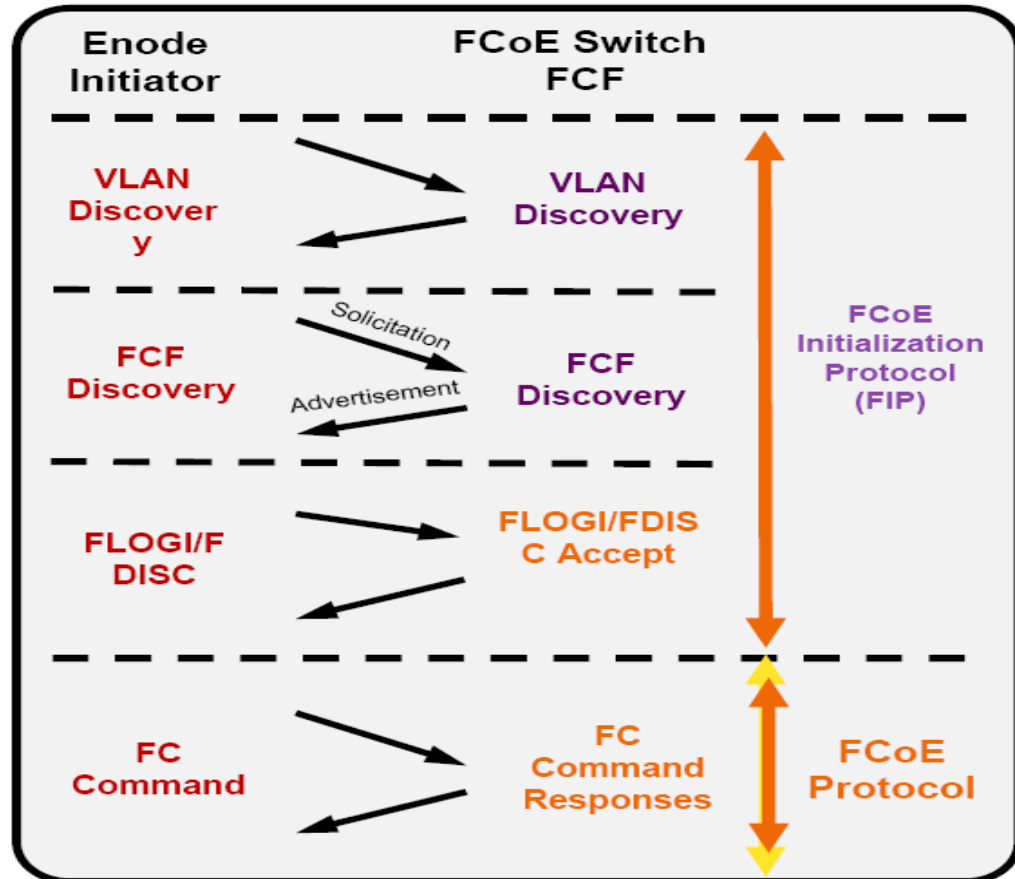 Enode
Initiator
FCoE Switch
FCF
VLAN
Discover
y
VLAN
Discovery
Solicitation
FCF
Discovery
Advertisement
FCF
Discovery
FCoE
Initialization
Protocol
(FIP)
FLOGI/F
DISC
FLOGI/FDIS
C Accept
FC
Command
FC
Command
Responses
FCoE
Protocol